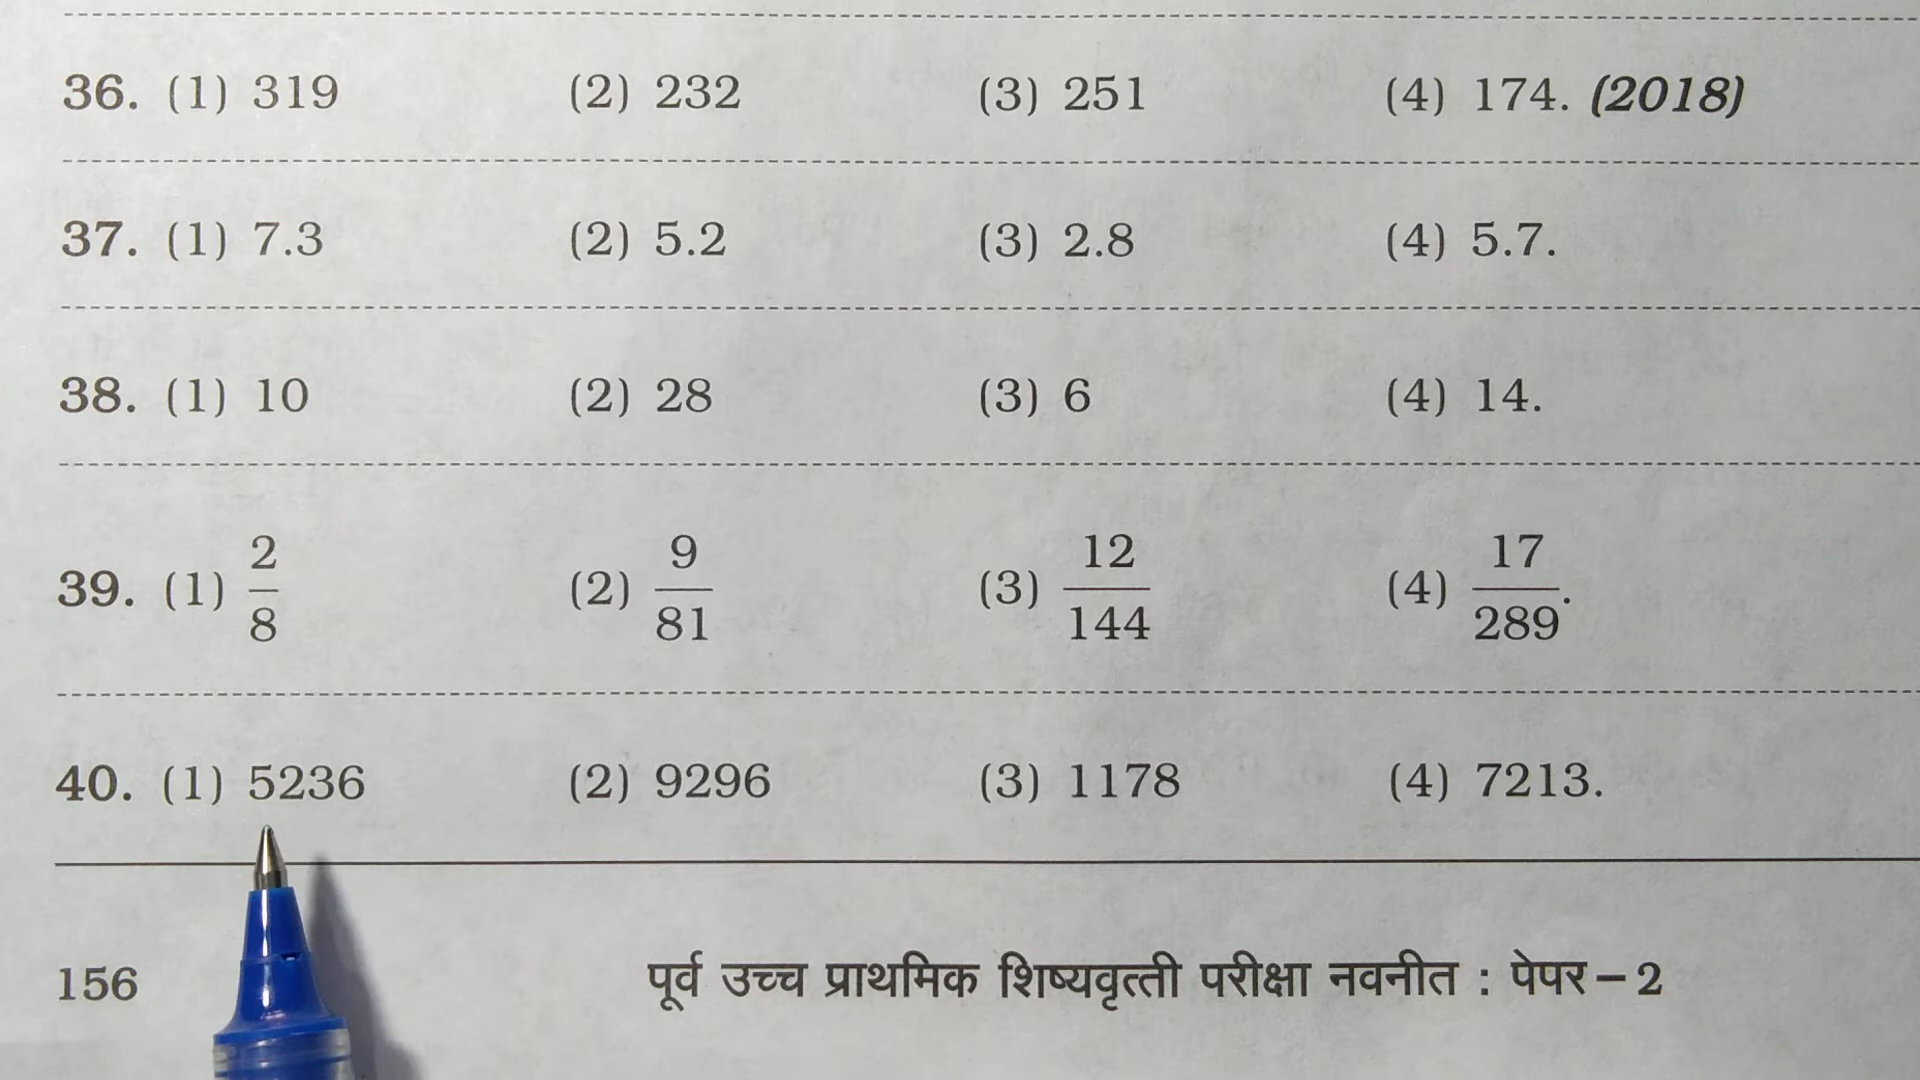 36. (1) 319 (2) 232 (3) 251 (4) 174. (2018)
37. (1) 7.3 (2) 5.2 (3) 2.8 (4) 5.7.
38. (1) 10 (2) 28 (3) 6 (4) 14.
39. (1) 2/8 (2) 9/81 (3) 12/144 (4) 17/289.
40. (1) 5236 (2) 9296 (3) 1178 (4) 7213.
156 पूर्व उच्च प्राथमिक शिष्यवृत्ती परीक्षा नवनीत : पेपर – 2